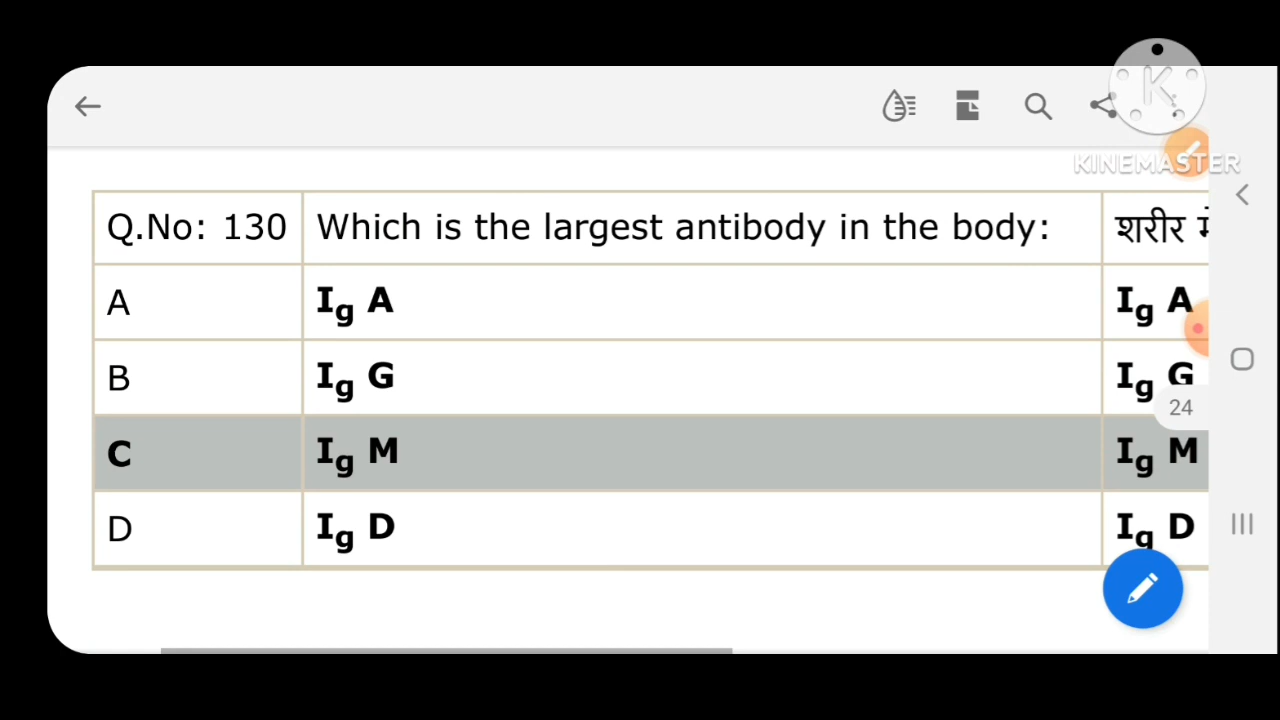 KINEMASTER
Q.No: 130 Which is the largest antibody in the body: शरीर
A Ig A Ig A
B Ig G Ig G
24
C Ig M Ig M
D Ig D Ig D